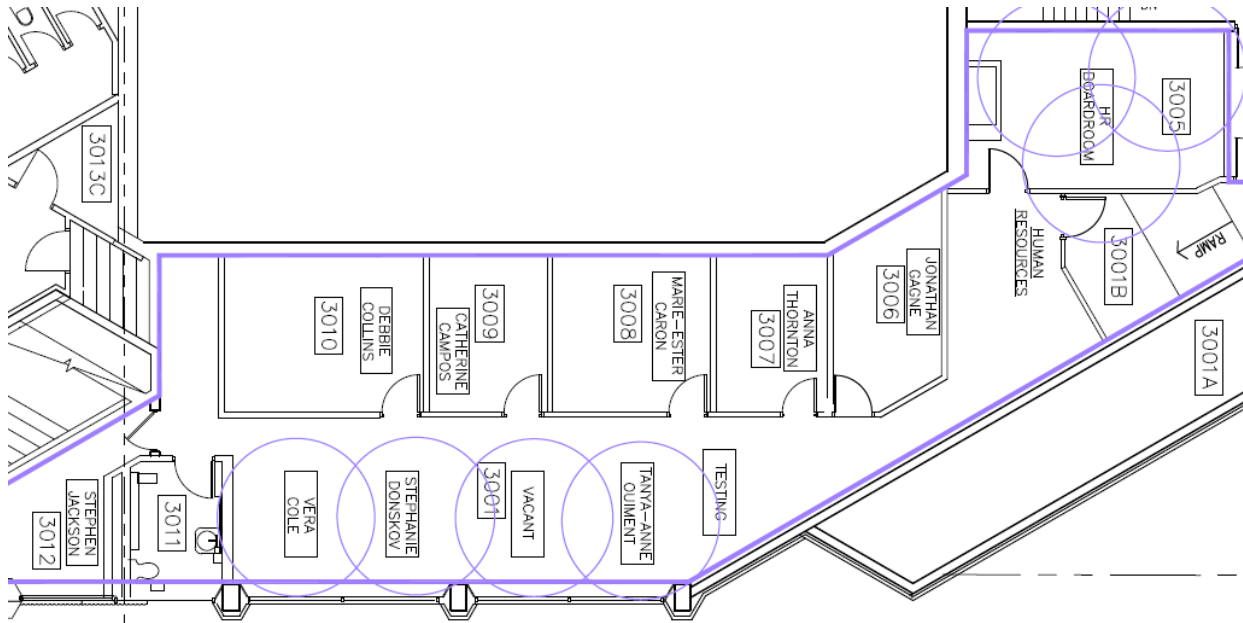 DN
3005
HR
BOARDROOM
3013C
HUMAN
RESOURCES
3001B
RAMP
JONATHAN
GAGNE
3006
ANNA
THORNTON
3007
MARIE-ESTER
CARON
3008
3009
CATHERINE
CAMPOS
DEBBIE
COLLINS
3010
3001A
TESTING
TANYA-ANNE
OUIMENT
VACANT
3001
STEPHANIE
DONSKOV
VERA
COLE
3011
STEPHEN
JACKSON
3012